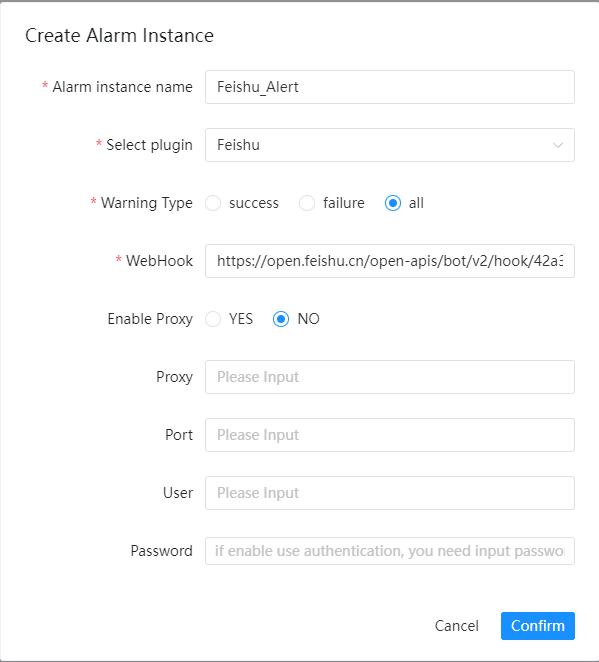 Create Alarm Instance
* Alarm instance name Feishu_Alert
* Select plugin Feishu
* Warning Type success failure all
* WebHook https://open.feishu.cn/open-apis/bot/v2/hook/42a3
Enable Proxy YES NO
Proxy Please Input
Port Please Input
User Please Input
Password if enable use authentication, you need input passwo
Cancel Confirm